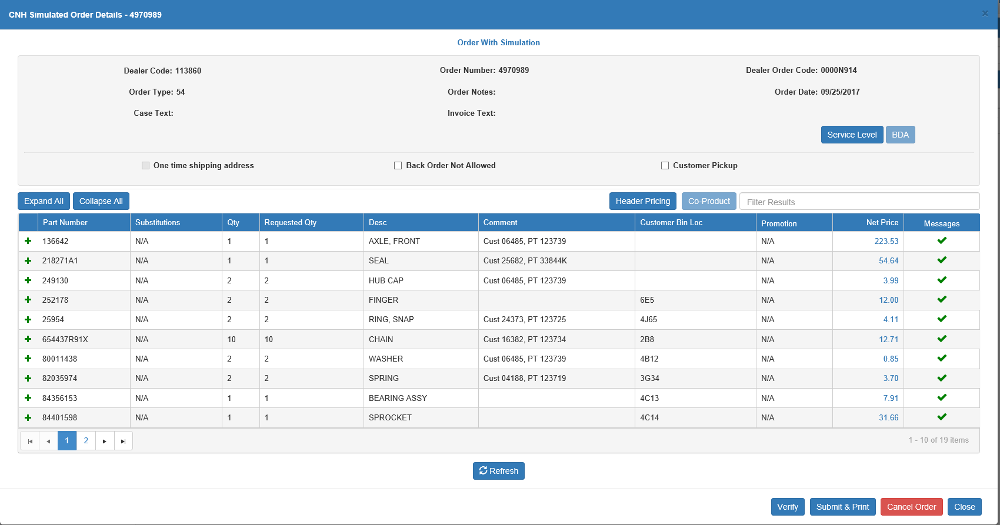 CNH Simulated Order Details - 4970989
×
Order With Simulation
Dealer Code: 113860 Order Number: 4970989 Dealer Order Code: 0000N914
Order Type: 54 Order Notes: Order Date: 09/25/2017
Case Text: Invoice Text:
Service Level BDA
One time shipping address Back Order Not Allowed Customer Pickup
Expand All Collapse All Header Pricing Co-Product Filter Results
Part Number Substitutions Qty Requested Qty Desc Comment Customer Bin Loc Promotion Net Price Messages
136642 N/A 1 1 AXLE, FRONT Cust 06485, PT 123739 N/A 223.53
218271A1 N/A 1 1 SEAL Cust 25682, PT 33844K N/A 54.64
249130 N/A 2 2 HUB CAP Cust 06485, PT 123739 N/A 3.99
252178 N/A 2 2 FINGER 6E5 N/A 12.00
25954 N/A 2 2 RING, SNAP Cust 24373, PT 123725 4J65 N/A 4.11
654437R91X N/A 10 10 CHAIN Cust 16382, PT 123734 2B8 N/A 12.71
80011438 N/A 2 2 WASHER Cust 06485, PT 123739 4B12 N/A 0.85
82035974 N/A 2 2 SPRING Cust 04188, PT 123719 3G34 N/A 3.70
84356153 N/A 1 1 BEARING ASSY 4C13 N/A 7.91
84401598 N/A 1 1 SPROCKET 4C14 N/A 31.66
1 2 1 - 10 of 19 items
Refresh
Verify Submit & Print Cancel Order Close